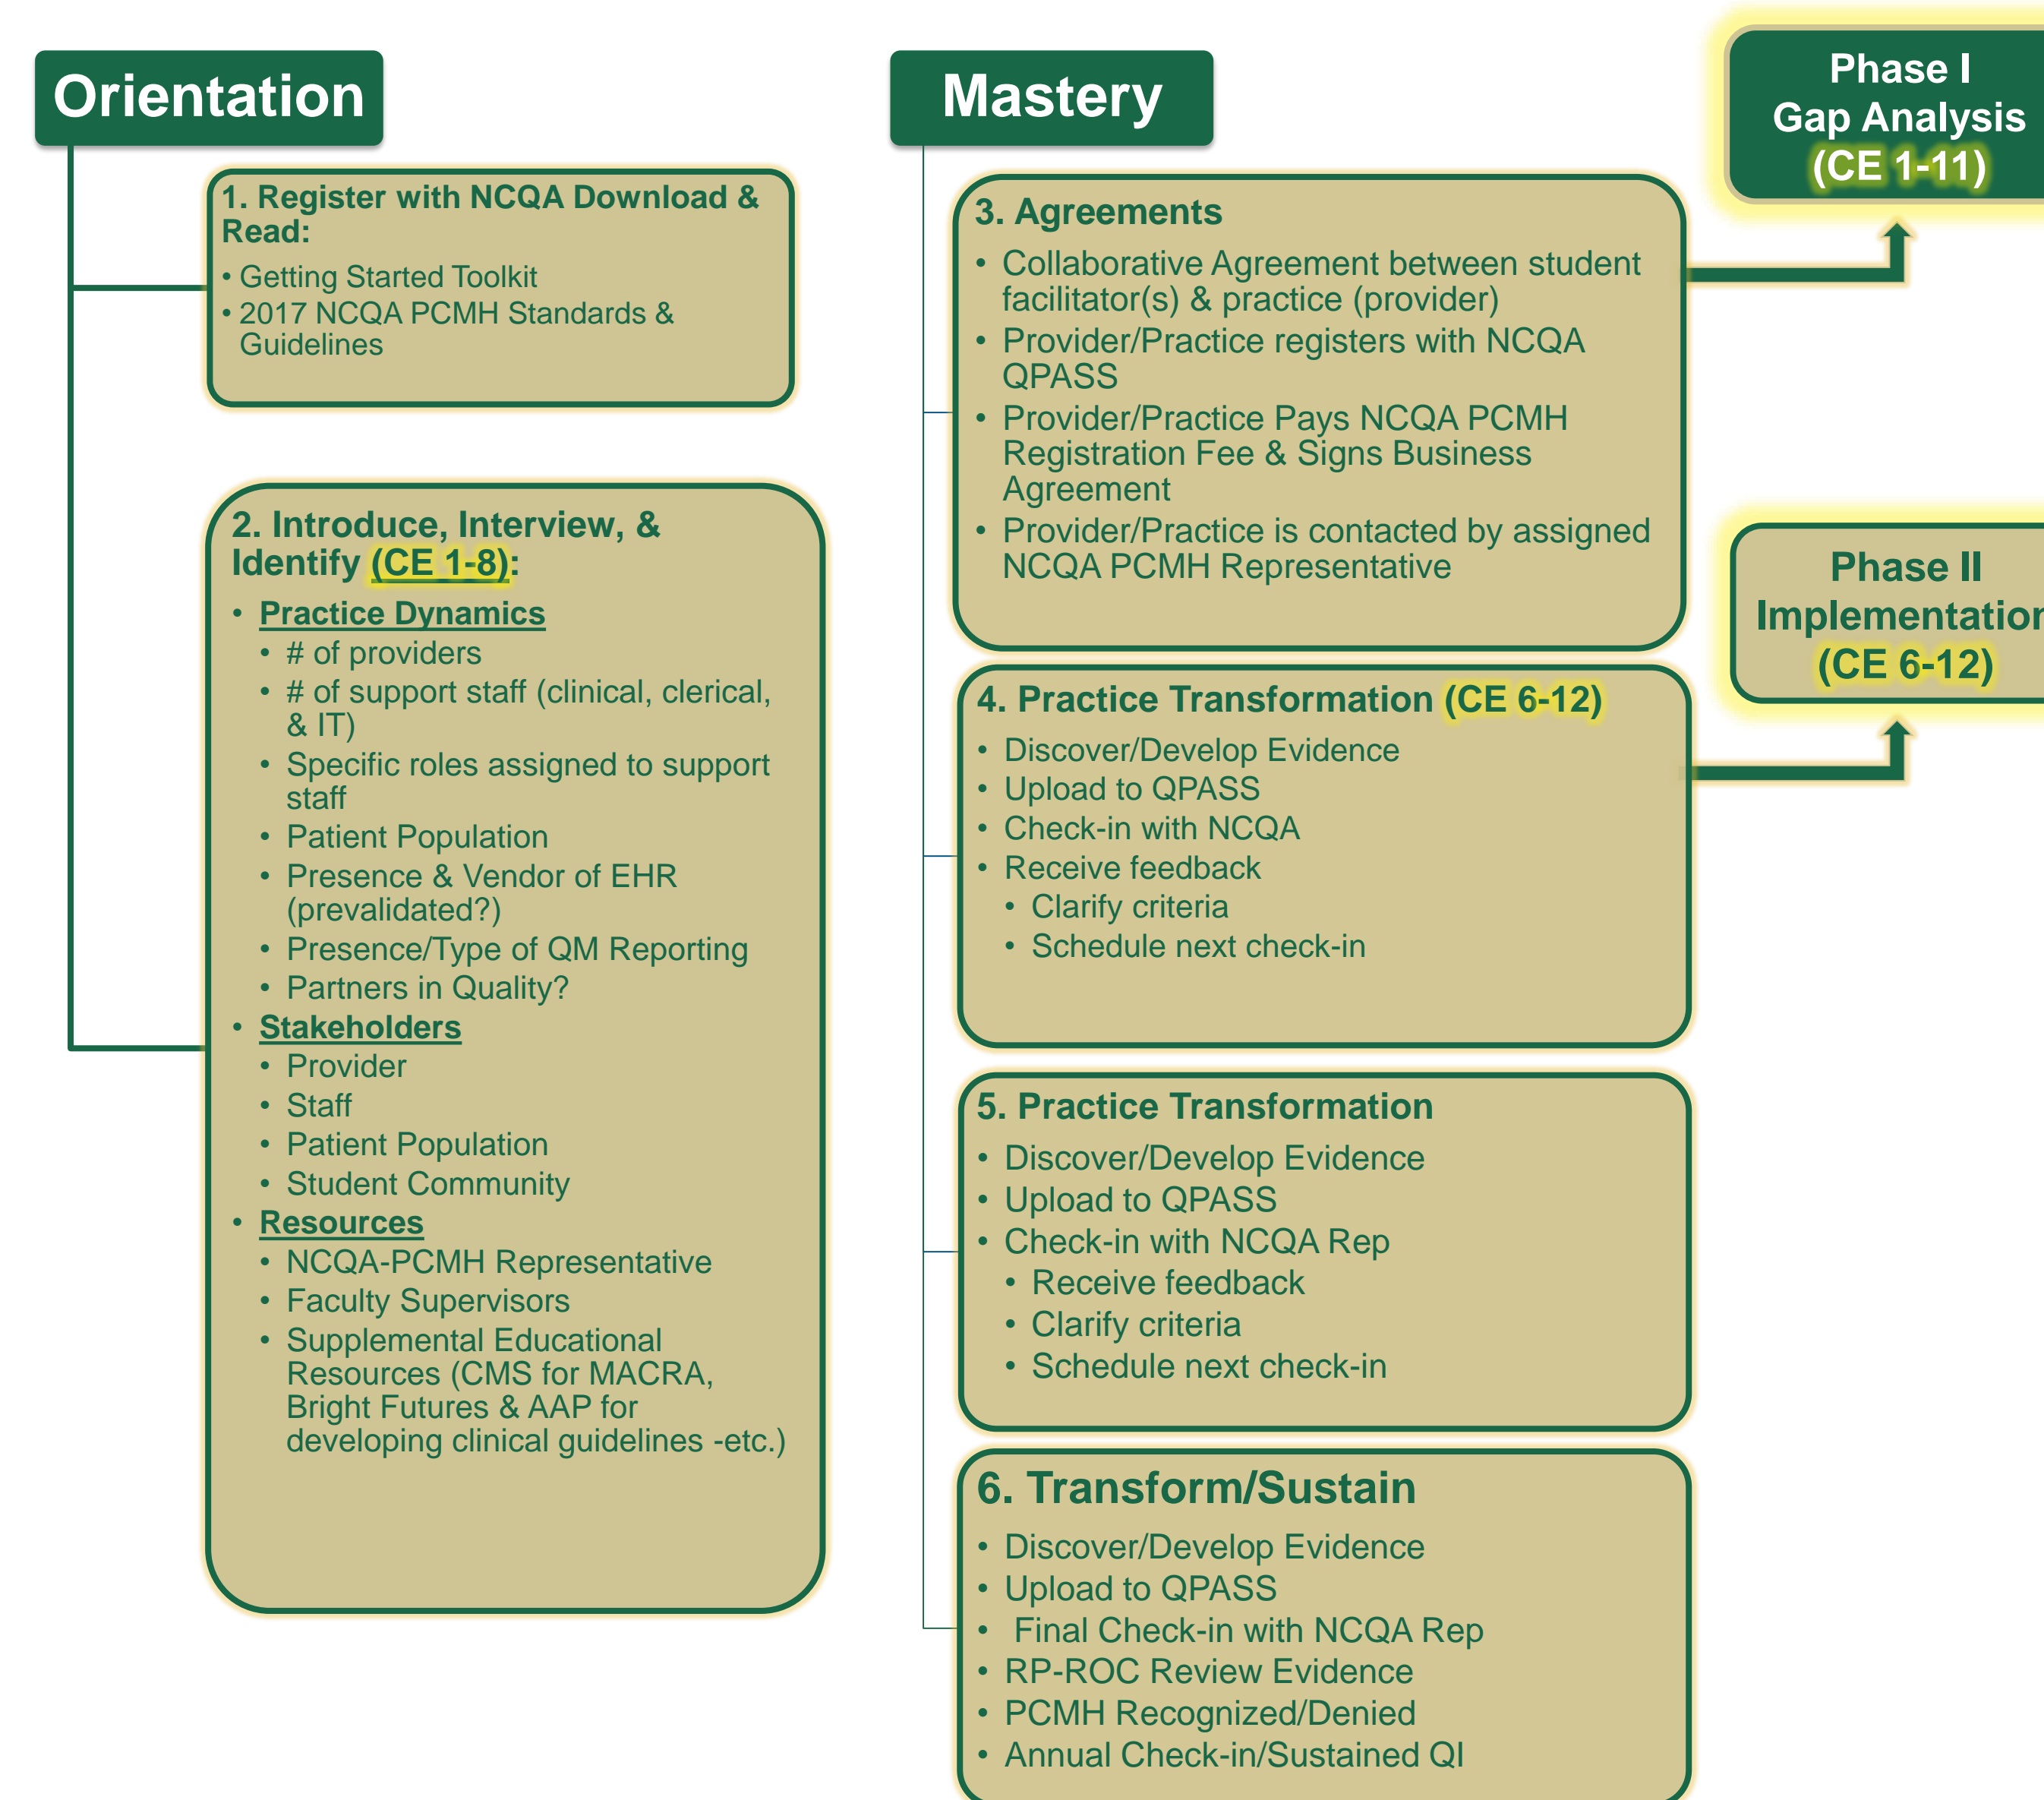 Orientation
1. Register with NCQA Download &
Read:
• Getting Started Toolkit
• 2017 NCQA PCMH Standards &
Guidelines
2. Introduce, Interview, &
Identify (CE 1-8):
• Practice Dynamics
• # of providers
• # of support staff (clinical, clerical,
& IT)
• Specific roles assigned to support
staff
• Patient Population
• Presence & Vendor of EHR
(prevalidated?)
• Presence/Type of QM Reporting
• Partners in Quality?
• Stakeholders
• Provider
• Staff
• Patient Population
• Student Community
• Resources
• NCQA-PCMH Representative
• Faculty Supervisors
• Supplemental Educational
Resources (CMS for MACRA,
Bright Futures & AAP for
developing clinical guidelines -etc.)
Mastery
3. Agreements
• Collaborative Agreement between student
facilitator(s) & practice (provider)
• Provider/Practice registers with NCQA
QPASS
• Provider/Practice Pays NCQA PCMH
Registration Fee & Signs Business
Agreement
• Provider/Practice is contacted by assigned
NCQA PCMH Representative
4. Practice Transformation (CE 6-12)
• Discover/Develop Evidence
• Upload to QPASS
• Check-in with NCQA
• Receive feedback
• Clarify criteria
• Schedule next check-in
5. Practice Transformation
• Discover/Develop Evidence
• Upload to QPASS
• Check-in with NCQA Rep
• Receive feedback
• Clarify criteria
• Schedule next check-in
6. Transform/Sustain
• Discover/Develop Evidence
• Upload to QPASS
• Final Check-in with NCQA Rep
• RP-ROC Review Evidence
• PCMH Recognized/Denied
• Annual Check-in/Sustained QI
Phase I
Gap Analysis
(CE 1-11)
Phase II
Implementation
(CE 6-12)